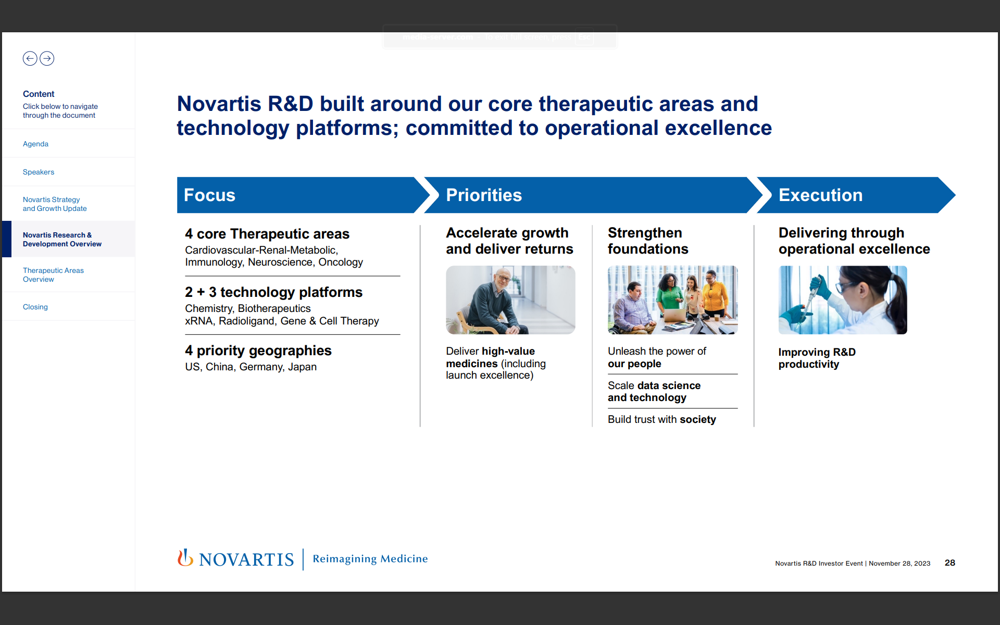 media-server.com - To exit full screen, press Esc
Content
Click below to navigate
through the document
Agenda
Speakers
Novartis Strategy
and Growth Update
Novartis Research &
Development Overview
Therapeutic Areas
Overview
Closing
Novartis R&D built around our core therapeutic areas and
technology platforms; committed to operational excellence
Focus
4 core Therapeutic areas
Cardiovascular-Renal-Metabolic,
Immunology, Neuroscience, Oncology
2 + 3 technology platforms
Chemistry, Biotherapeutics
xRNA, Radioligand, Gene & Cell Therapy
4 priority geographies
US, China, Germany, Japan
Priorities
Accelerate growth
and deliver returns
Deliver high-value
medicines (including
launch excellence)
Strengthen
foundations
Unleash the power of
our people
Scale data science
and technology
Build trust with society
Execution
Delivering through
operational excellence
Improving R&D
productivity
NOVARTIS | Reimagining Medicine
Novartis R&D Investor Event | November 28, 2023
28